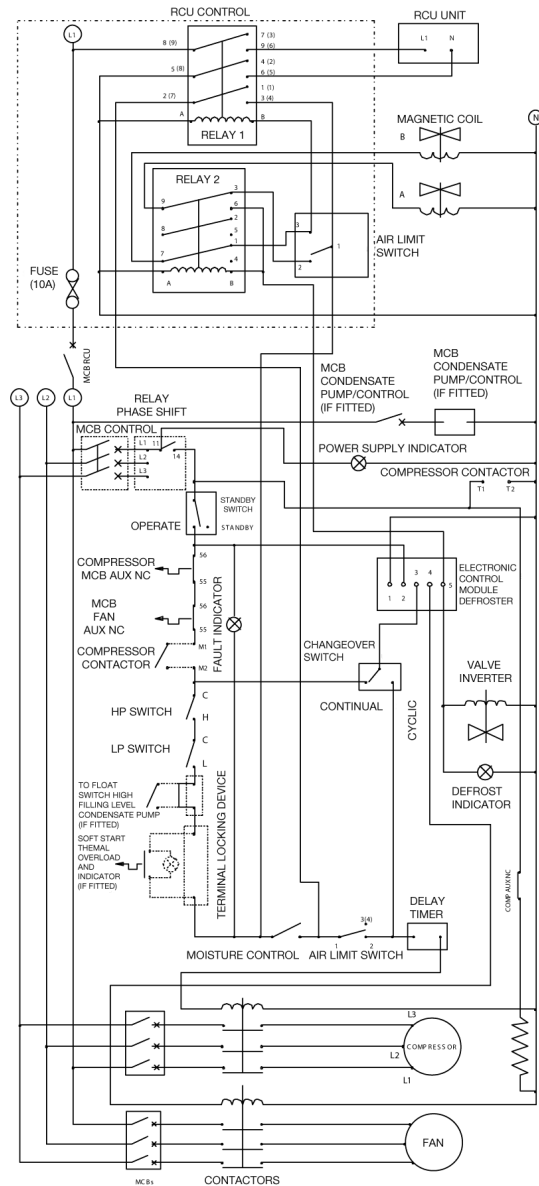 RCU CONTROL
RCU UNIT
L1
8 (9)
7 (3)
9 (6)
L1 N
5 (8)
4 (2)
6 (5)
2 (7)
1 (1)
3 (4)
A B
RELAY 1
N
MAGNETIC COIL
B
A
RELAY 2
3
9 6
2
8 5
1
7 4
A B
3
1
2
AIR LIMIT
SWITCH
FUSE
(10A)
MCB RCU
L3 L2 L1
RELAY
PHASE SHIFT
MCB
CONDENSATE
PUMP/CONTROL
(IF FITTED)
MCB
CONDENSATE
PUMP/CONTROL
(IF FITTED)
MCB CONTROL
L1 11
L2 14
L3
POWER SUPPLY INDICATOR
COMPRESSOR CONTACTOR
T1 T2
STANDBY
SWITCH
OPERATE STANDBY
56
COMPRESSOR
MCB AUX NC
55
56
MCB
FAN
AUX NC
55
FAULT INDICATOR
COMPRESSOR
CONTACTOR
M1
M2
3 4
5
1 2
ELECTRONIC
CONTROL
MODULE
DEFROSTER
CHANGEOVER
SWITCH
CONTINUAL
CYCLIC
VALVE
INVERTER
C
HP SWITCH H
C
LP SWITCH
L
DEFROST
INDICATOR
TO FLOAT
SWITCH HIGH
FILLING LEVEL
CONDENSATE PUMP
(IF FITTED)
SOFT START
THEMAL
OVERLOAD
AND
INDICATOR
(IF FITTED)
TERMINAL LOCKING DEVICE
COMP AUX NC
DELAY
TIMER
3(4)
1 2
MOISTURE CONTROL AIR LIMIT SWITCH
L3
COMPRESSOR
L2
L1
FAN
MCBs
CONTACTORS